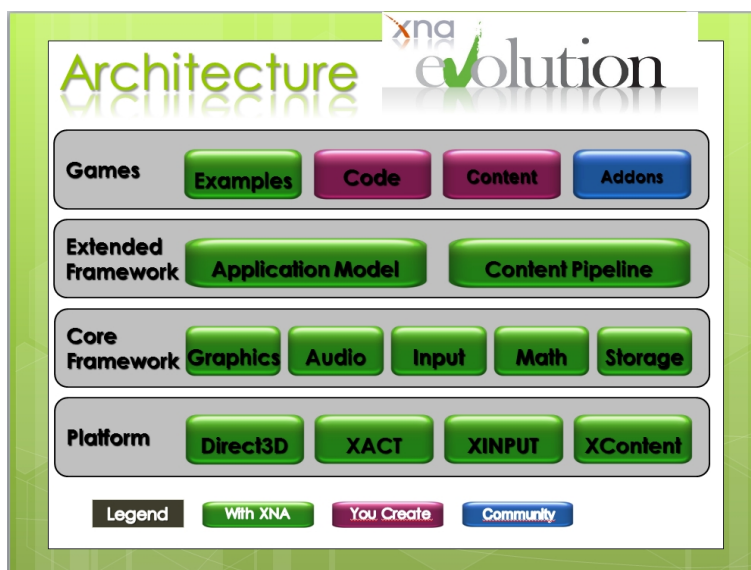 xna
Architecture evolution
Games Examples Code Content Addons
Extended
Framework Application Model Content Pipeline
Core
Framework Graphics Audio Input Math Storage
Platform Direct3D XACT XINPUT XContent
Legend With XNA You Create Community